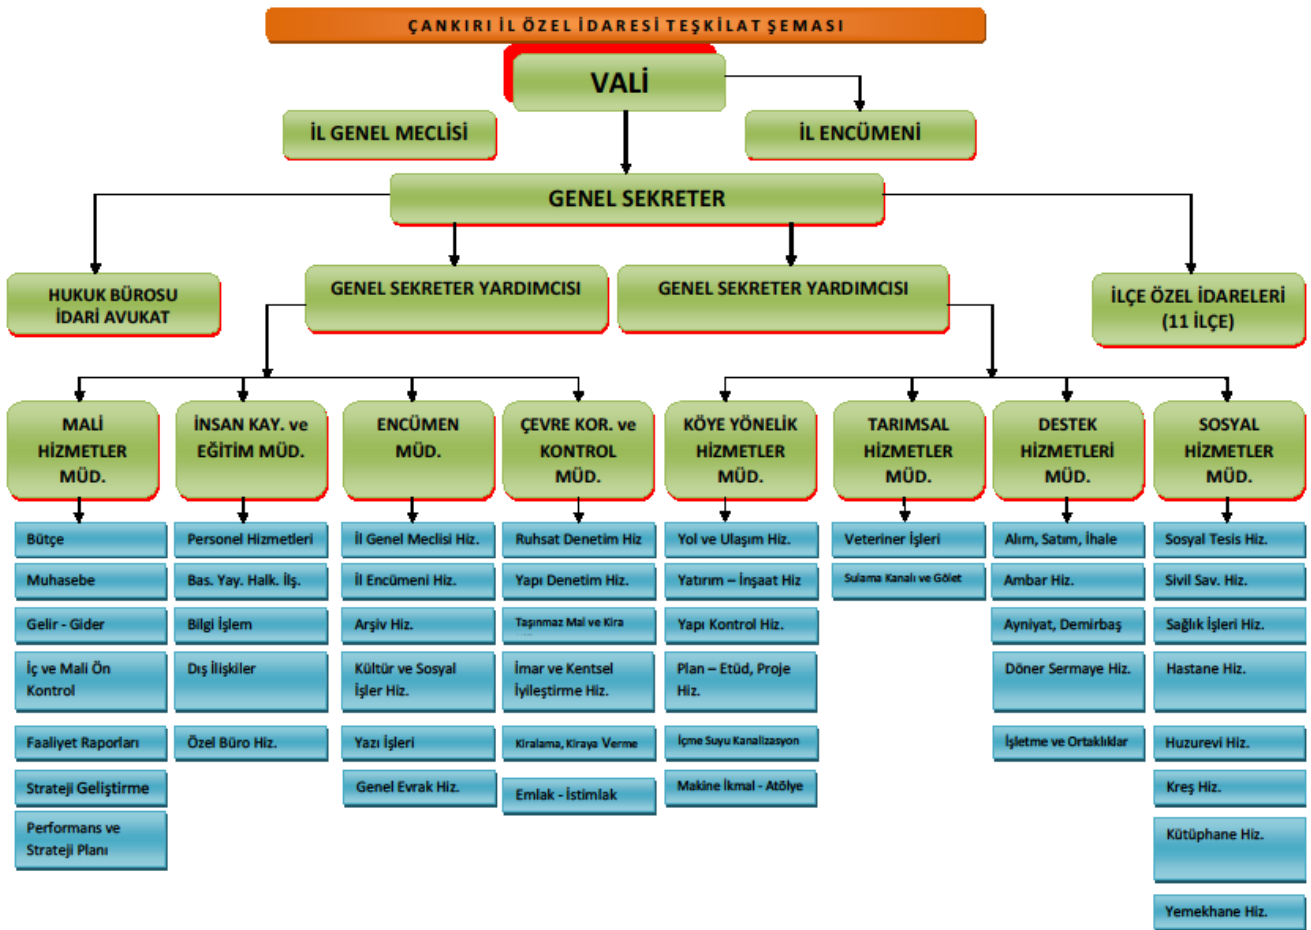 ÇANKIRI İL ÖZEL İDARESİ TEŞKİLAT ŞEMASI
VALİ
İL GENEL MECLİSİ
İL ENCÜMENİ
GENEL SEKRETER
HUKUK BÜROSU
İDARİ AVUKAT
GENEL SEKRETER YARDIMCISI
GENEL SEKRETER YARDIMCISI
İLÇE ÖZEL İDARELERİ
(11 İLÇE)
MALİ
HİZMETLER
MÜD.
İNSAN KAY. ve
EĞİTİM MÜD.
ENCÜMEN
MÜD.
ÇEVRE KOR. ve
KONTROL
MÜD.
KÖYE YÖNELİK
HİZMETLER
MÜD.
TARIMSAL
HİZMETLER
MÜD.
DESTEK
HİZMETLERİ
MÜD.
SOSYAL
HİZMETLER
MÜD.
Bütçe
Muhasebe
Gelir - Gider
İç ve Mali Ön
Kontrol
Faaliyet Raporları
Strateji Geliştirme
Performans ve
Strateji Planı
Personel Hizmetleri
Bas. Yay. Halk. İlş.
Bilgi İşlem
Dış İlişkiler
Özel Büro Hiz.
İl Genel Meclisi Hiz.
İl Encümeni Hiz.
Arşiv Hiz.
Kültür ve Sosyal
İşler Hiz.
Yazı İşleri
Genel Evrak Hiz.
Ruhsat Denetim Hiz
Yapı Denetim Hiz.
Taşınmaz Mal ve Kira
İmar ve Kentsel
İyileştirme Hiz.
Kiralama, Kiraya Verme
Emlak - İstimlak
Yol ve Ulaşım Hiz.
Yatırım – İnşaat Hiz
Yapı Kontrol Hiz.
Plan – Etüd, Proje
Hiz.
İçme Suyu Kanalizasyon
Makine İkmal - Atölye
Veteriner İşleri
Sulama Kanalı ve Gölet
Alım, Satım, İhale
Ambar Hiz.
Ayniyat, Demirbaş
Döner Sermaye Hiz.
İşletme ve Ortaklıklar
Sosyal Tesis Hiz.
Sivil Sav. Hiz.
Sağlık İşleri Hiz.
Hastane Hiz.
Huzurevi Hiz.
Kreş Hiz.
Kütüphane Hiz.
Yemekhane Hiz.